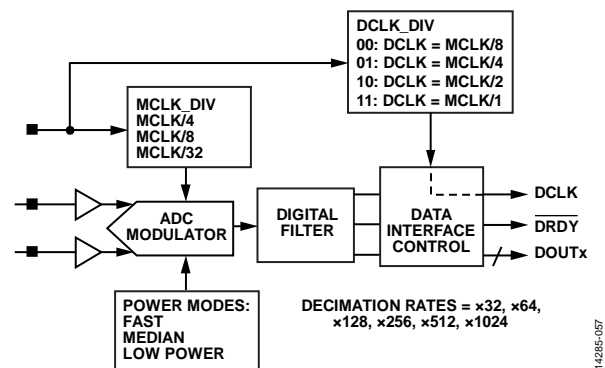 DCLK_DIV
00: DCLK = MCLK/8
01: DCLK = MCLK/4
10: DCLK = MCLK/2
11: DCLK = MCLK/1
MCLK_DIV
MCLK/4
MCLK/8
MCLK/32
ADC
MODULATOR
DIGITAL
FILTER
DATA
INTERFACE
CONTROL
DCLK
DRDY
DOUTx
POWER MODES:
FAST
MEDIAN
LOW POWER
DECIMATION RATES = ×32, ×64,
×128, ×256, ×512, ×1024
14285-057